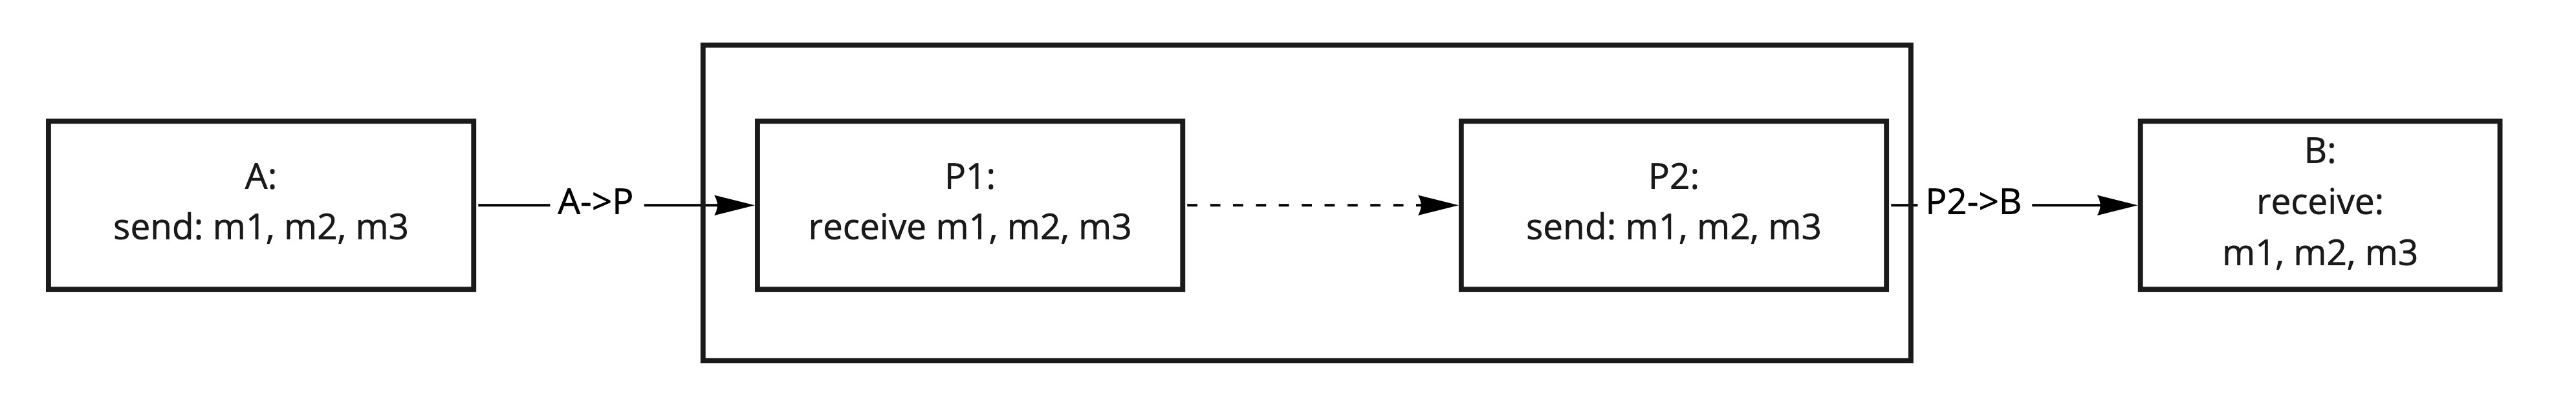 A:
send: m1, m2, m3
A->P
P1:
receive m1, m2, m3
P2:
send: m1, m2, m3
P2->B
B:
receive:
m1, m2, m3